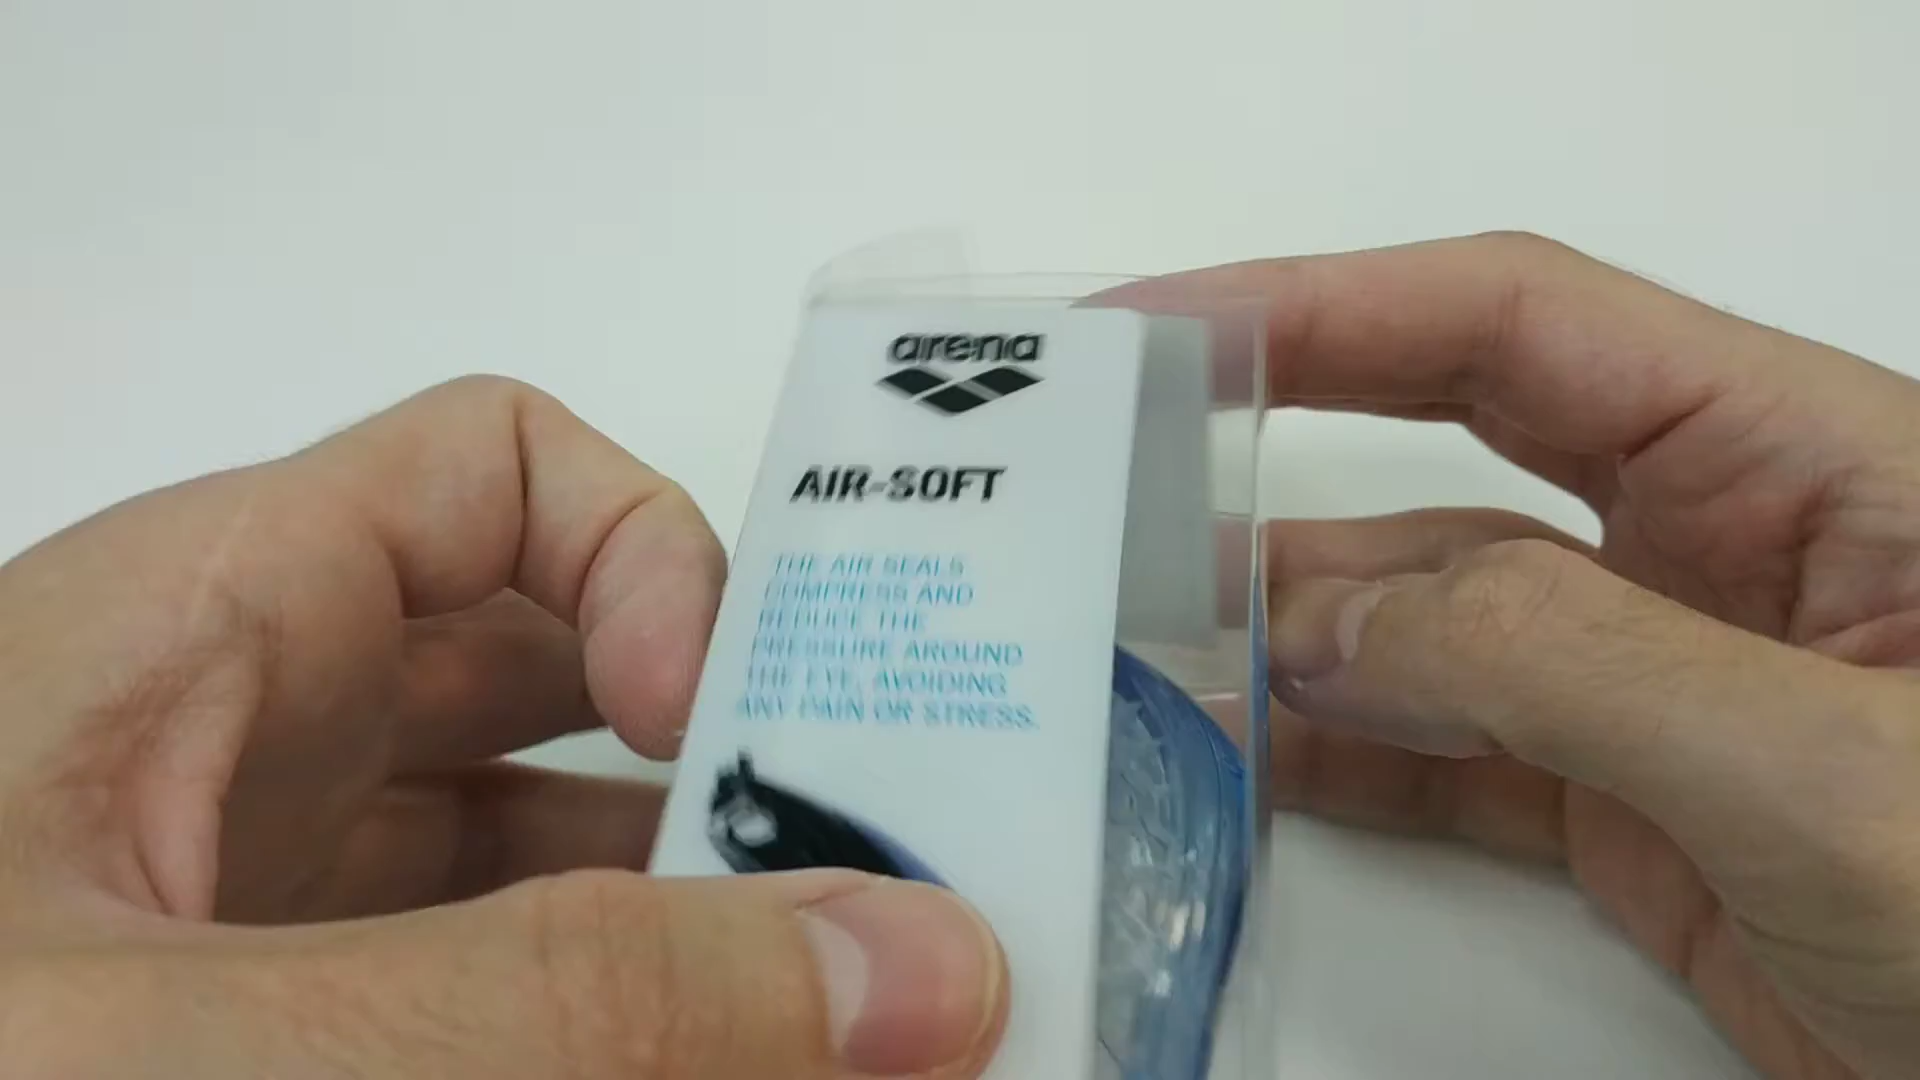 arena
AIR-SOFT
THE AIR SEALS
COMPRESS AND
REDUCE THE
PRESSURE AROUND
THE EYE, AVOIDING
ANY PAIN OR STRESS.